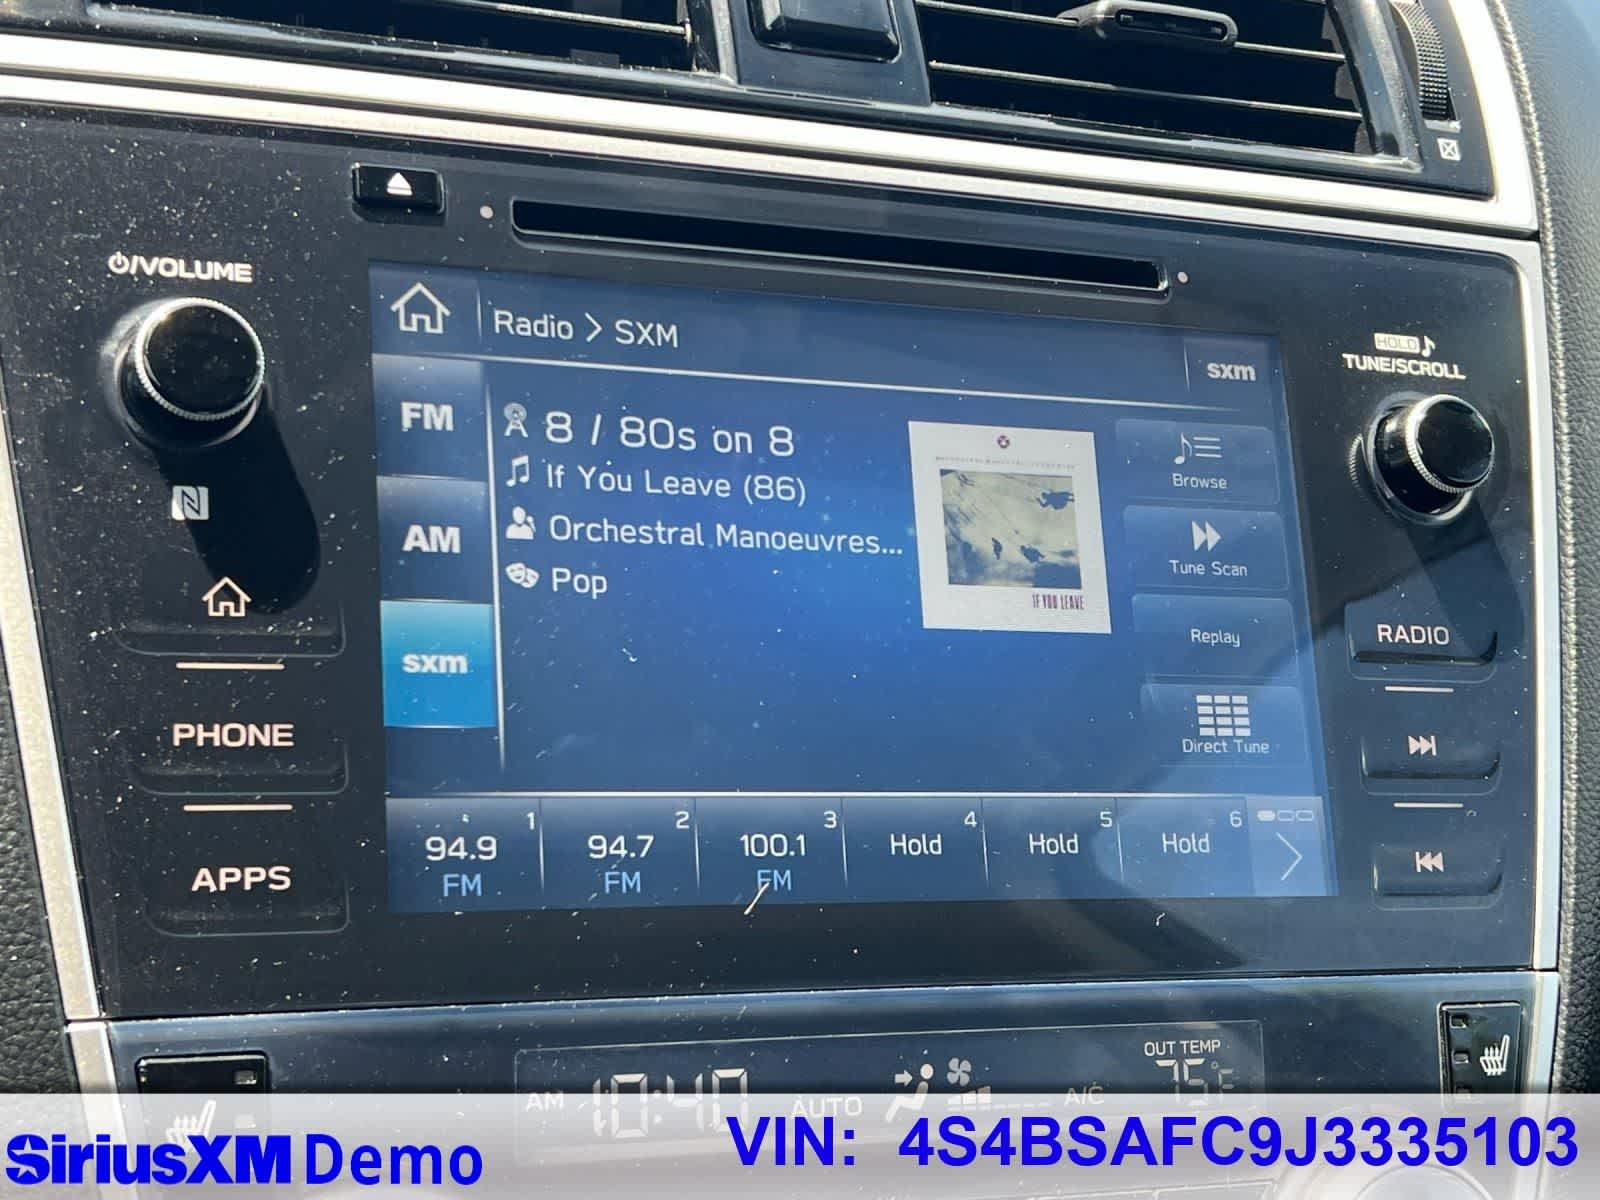 ⏻/VOLUME
HOLD ♪
TUNE/SCROLL
Radio > SXM
sxm
FM
AM
sxm
8 / 80s on 8
If You Leave (86)
Orchestral Manoeuvres...
Pop
IF YOU LEAVE
Browse
Tune Scan
Replay
Direct Tune
PHONE
APPS
RADIO
1
94.9
FM
2
94.7
FM
3
100.1
FM
4
Hold
5
Hold
6
Hold
AM 10:40
AUTO
A/C
OUT TEMP
75°F
SiriusXM Demo
VIN: 4S4BSAFC9J3335103